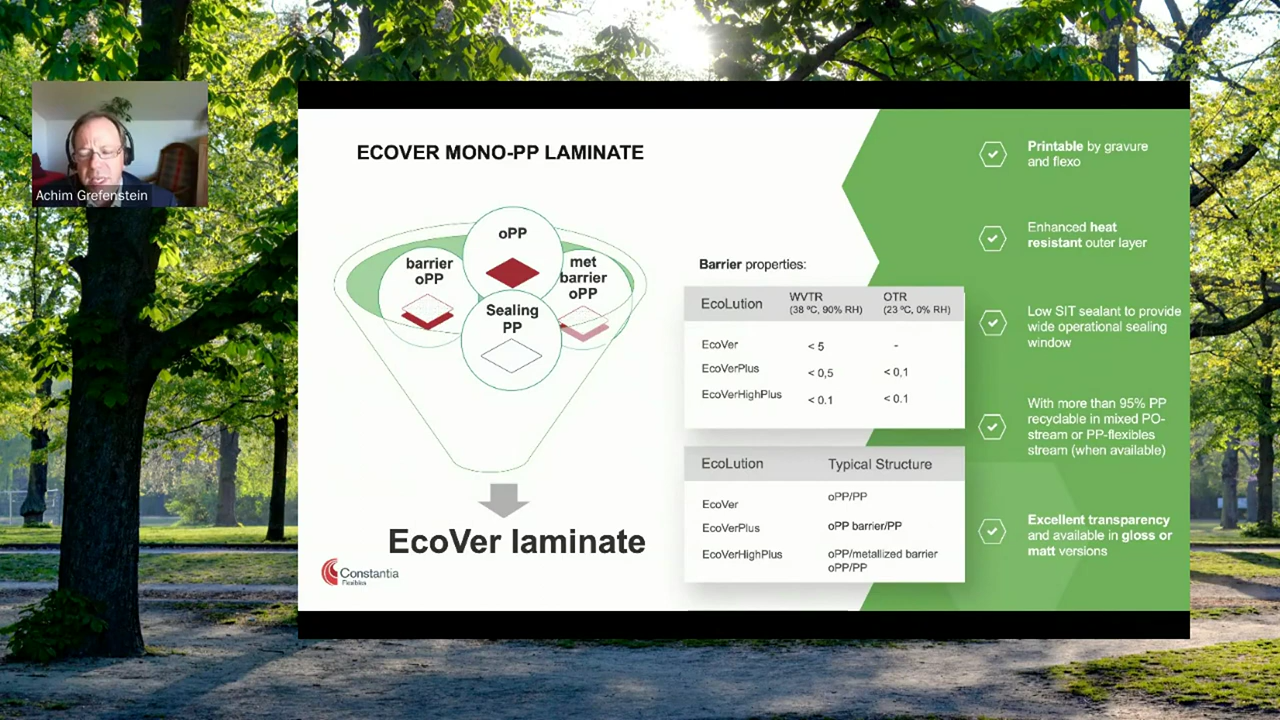 Achim Grefenstein
ECOVER MONO-PP LAMINATE
oPP
barrier
oPP
met
barrier
oPP
Sealing
PP
EcoVer laminate
Constantia
Flexibles
Barrier properties:
EcoLution WVTR OTR
(38 ºC, 90% RH) (23 ºC, 0% RH)
EcoVer < 5 -
EcoVerPlus < 0,5 < 0,1
EcoVerHighPlus < 0.1 < 0.1
EcoLution Typical Structure
EcoVer oPP/PP
EcoVerPlus oPP barrier/PP
EcoVerHighPlus oPP/metallized barrier
oPP/PP
Printable by gravure
and flexo
Enhanced heat
resistant outer layer
Low SIT sealant to provide
wide operational sealing
window
With more than 95% PP
recyclable in mixed PO-
stream or PP-flexibles
stream (when available)
Excellent transparency
and available in gloss or
matt versions